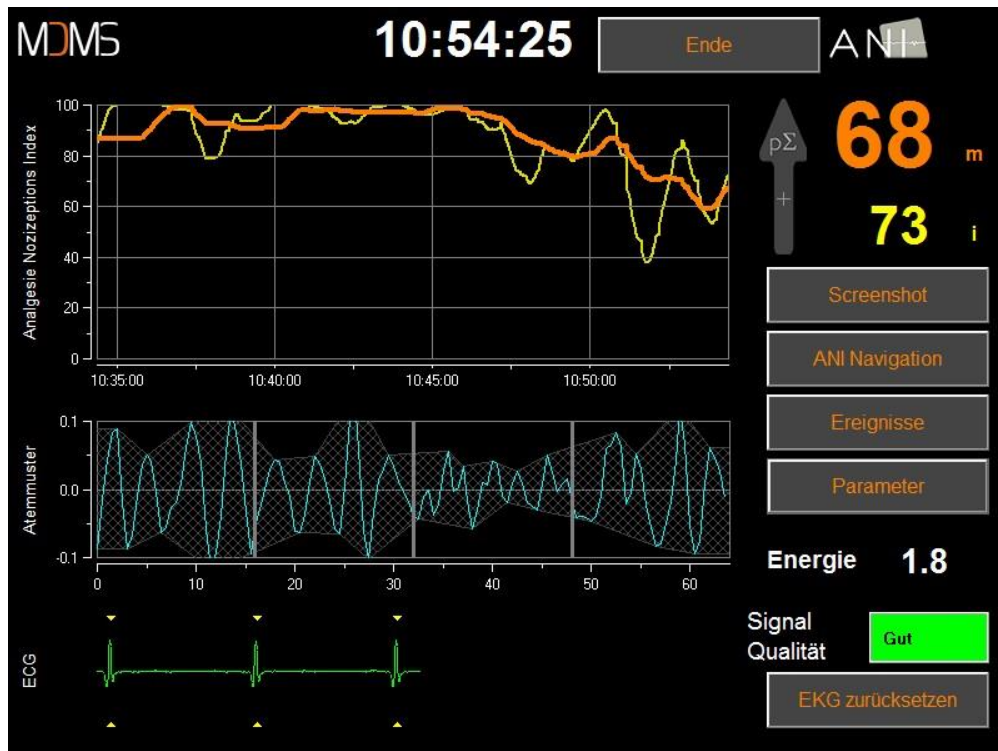 MDMS
10:54:25
Ende
ANI
Analgesie Nozizeptions Index
100
80
60
40
20
0
10:35:00 10:40:00 10:45:00 10:50:00
pΣ
+
68 m
73 i
Screenshot
ANI Navigation
Ereignisse
Parameter
Atemmuster
0.1
0.0
-0.1
0 10 20 30 40 50 60
Energie 1.8
Signal
Qualität
Gut
ECG
EKG zurücksetzen